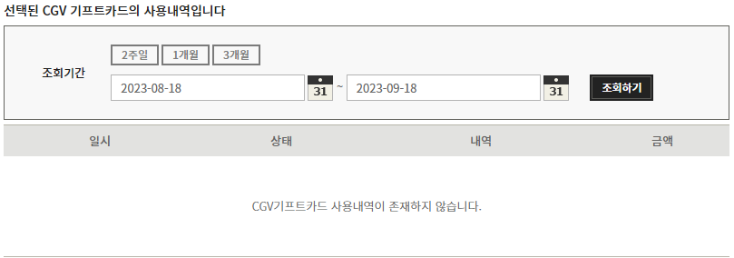 선택된 CGV 기프트카드의 사용내역입니다
2주일 1개월 3개월
조회기간
2023-08-18 31 ~ 2023-09-18 31 조회하기
일시 상태 내역 금액
CGV기프트카드 사용내역이 존재하지 않습니다.